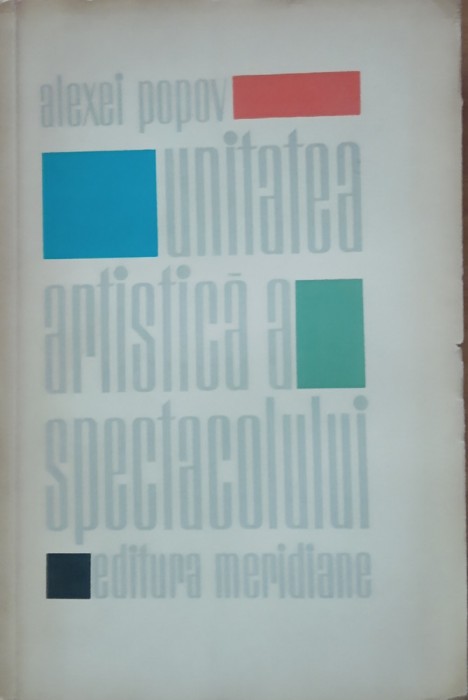 alexei popov
unitatea
artistică a
spectacolului
editura meridiane